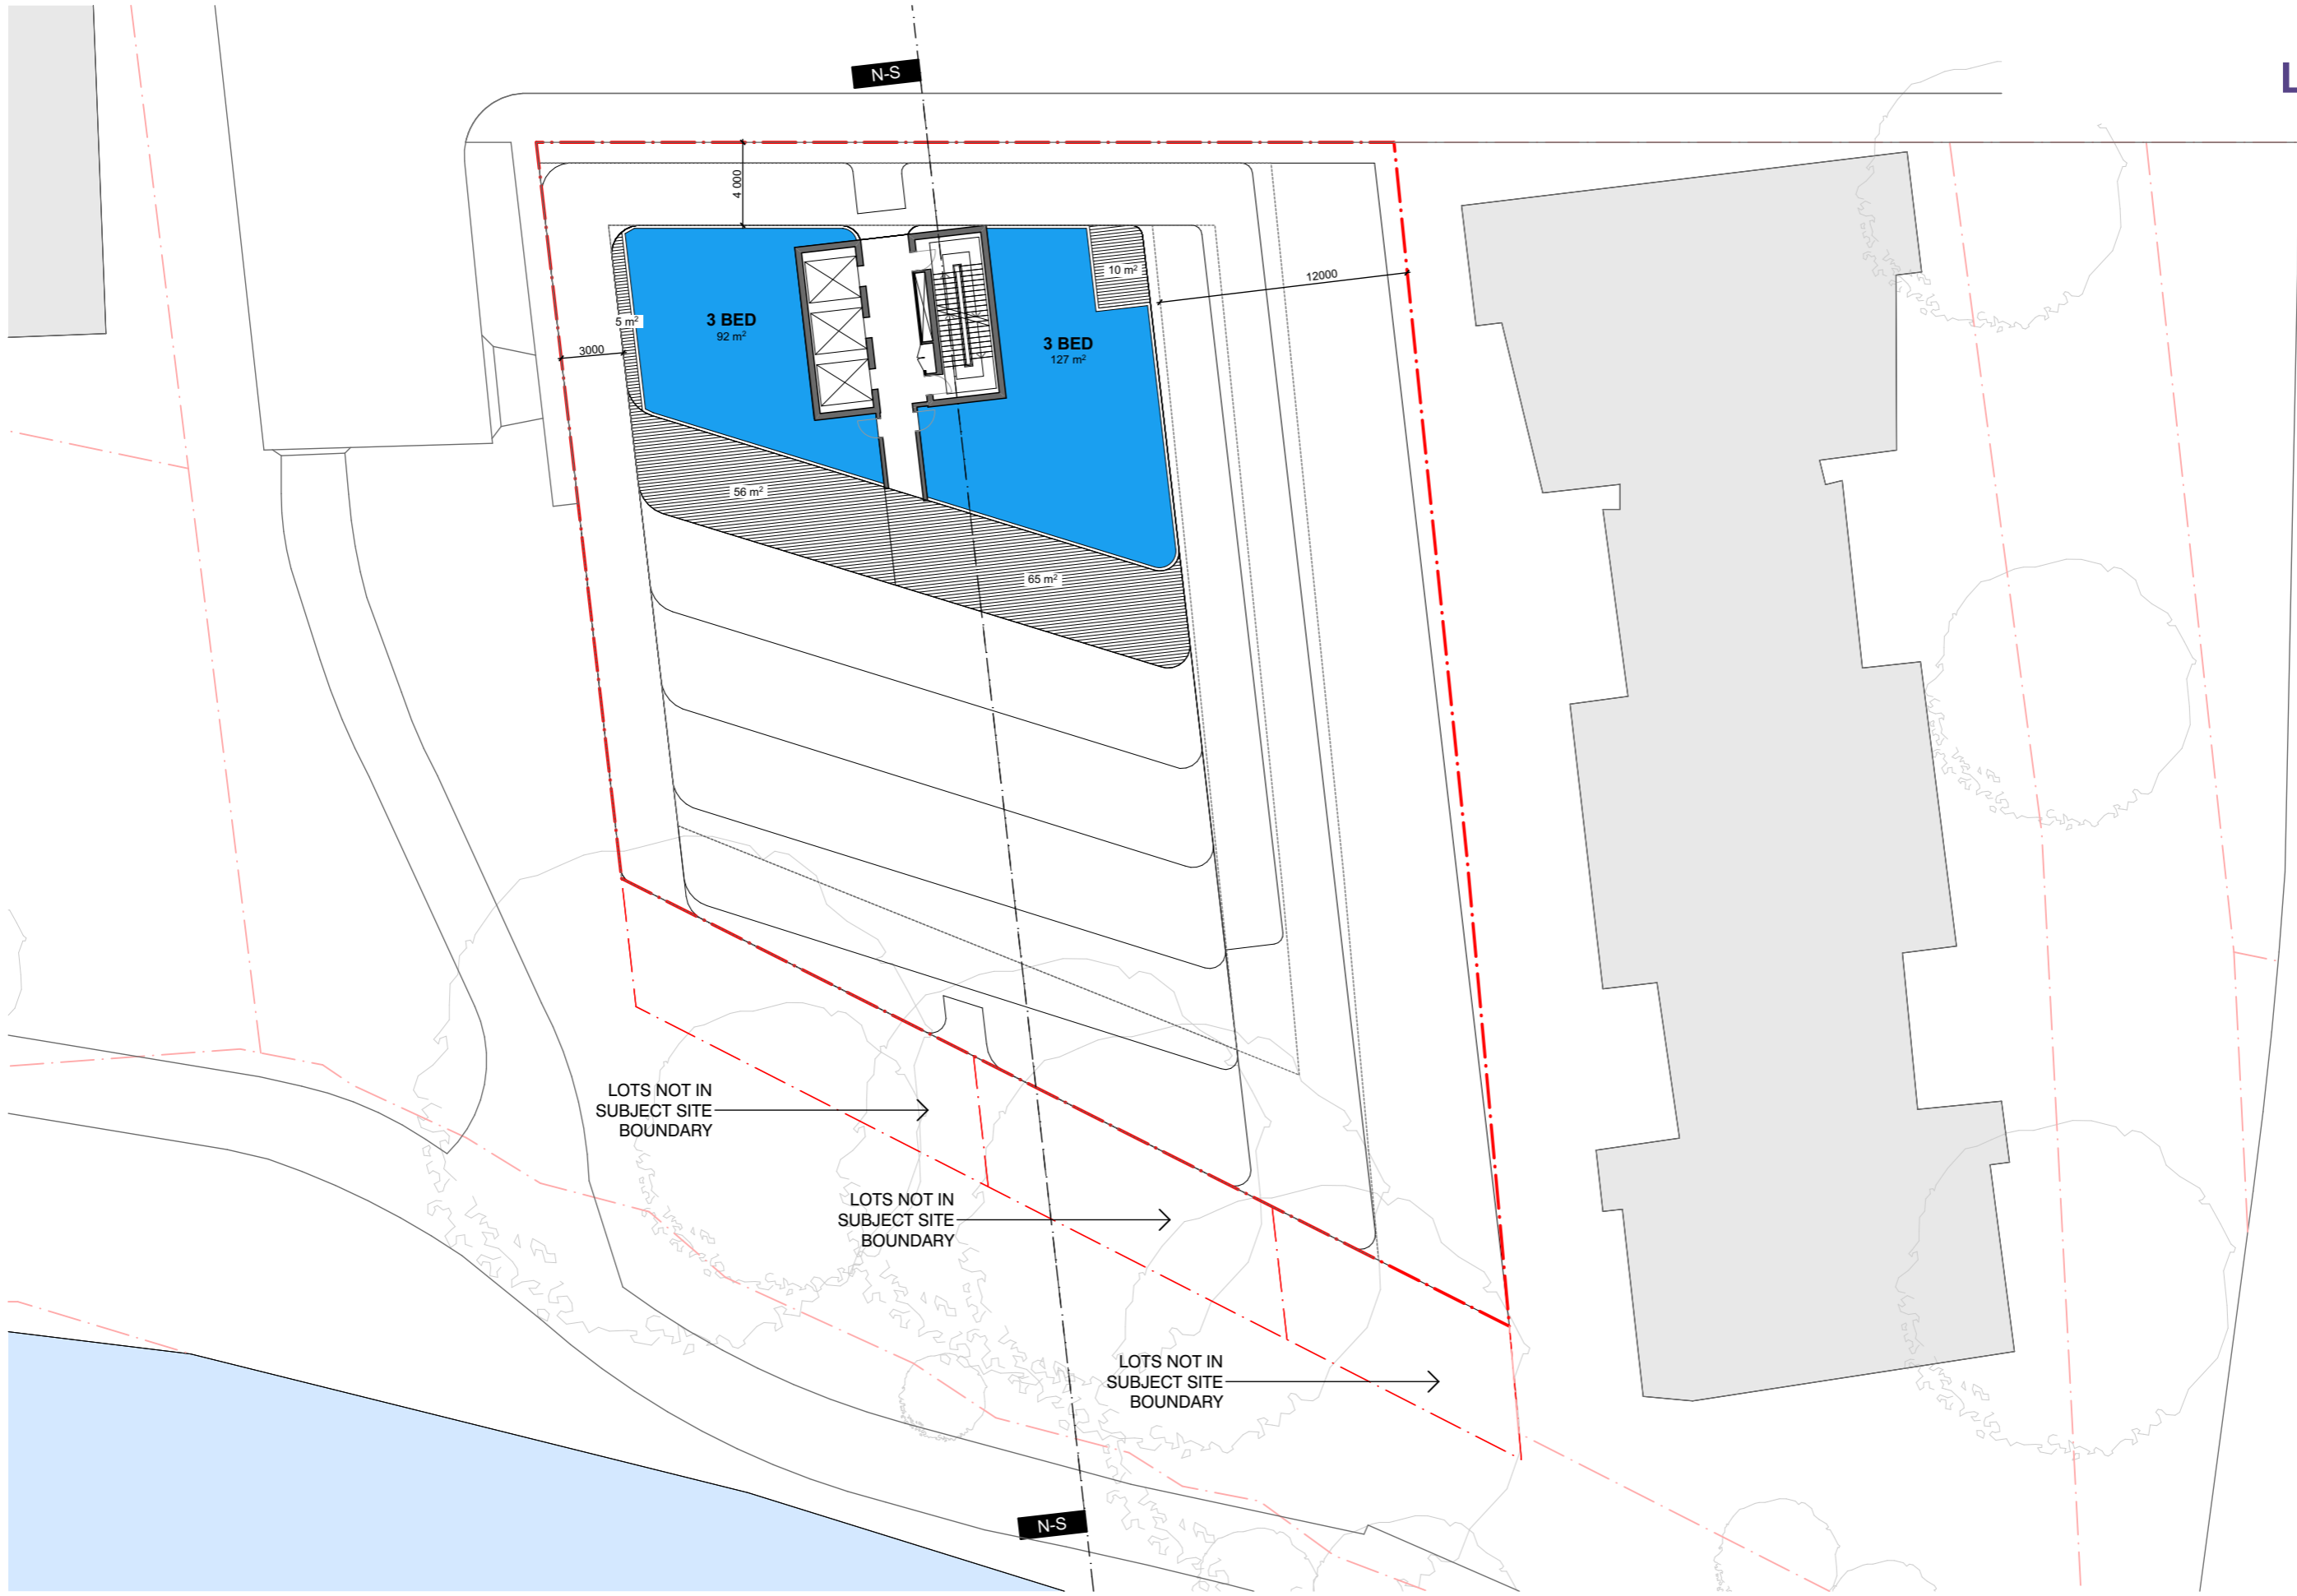 N-S
L
4 000
10 m²
12000
5 m²
3 BED
92 m²
3 BED
127 m²
3000
56 m²
65 m²
LOTS NOT IN
SUBJECT SITE
BOUNDARY
LOTS NOT IN
SUBJECT SITE
BOUNDARY
LOTS NOT IN
SUBJECT SITE
BOUNDARY
N-S